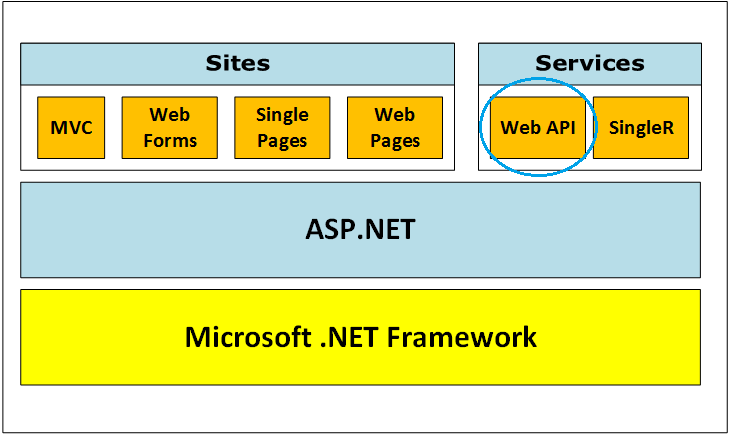 Sites
MVC
Web
Forms
Single
Pages
Web
Pages
Services
Web API
SingleR
ASP.NET
Microsoft .NET Framework